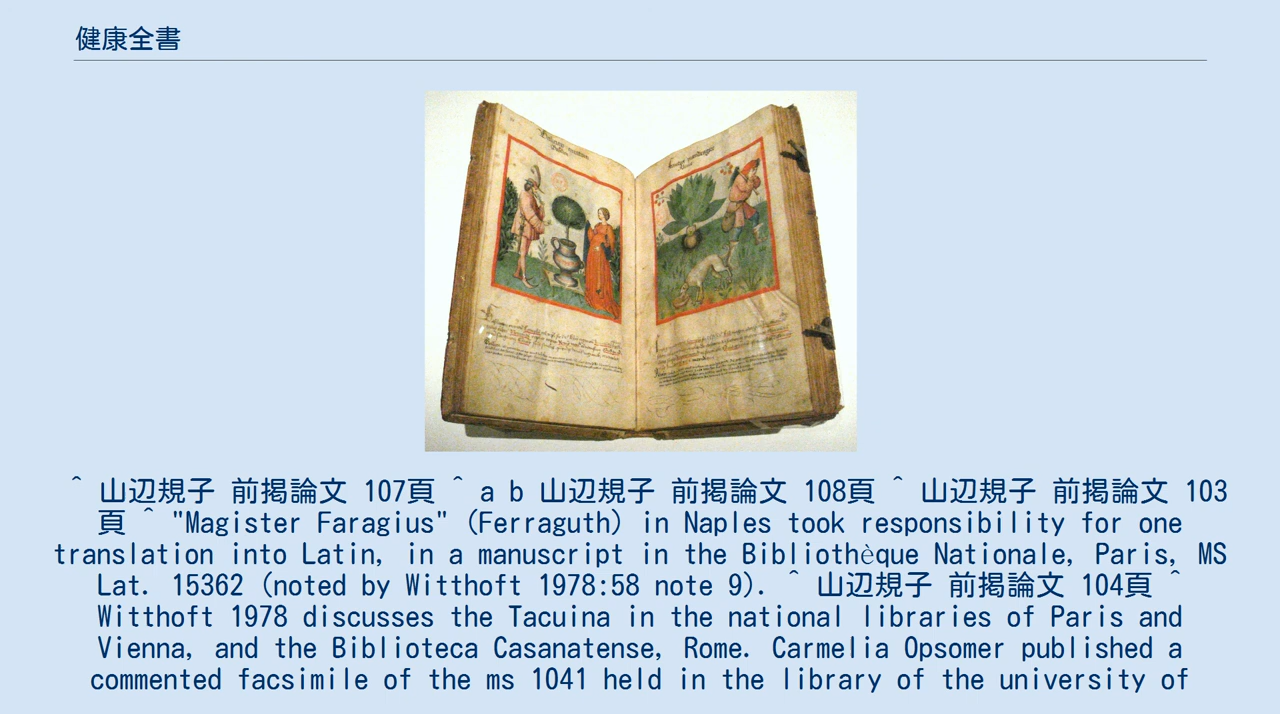 健康全書
^ 山辺規子 前掲論文 107頁 ^ a b 山辺規子 前掲論文 108頁 ^ 山辺規子 前掲論文 103
頁 ^ "Magister Faragius" (Ferraguth) in Naples took responsibility for one
translation into Latin, in a manuscript in the Bibliothèque Nationale, Paris, MS
Lat. 15362 (noted by Witthoft 1978:58 note 9). ^ 山辺規子 前掲論文 104頁 ^
Witthoft 1978 discusses the Tacuina in the national libraries of Paris and
Vienna, and the Biblioteca Casanatense, Rome. Carmelia Opsomer published a
commented facsimile of the ms 1041 held in the library of the university of